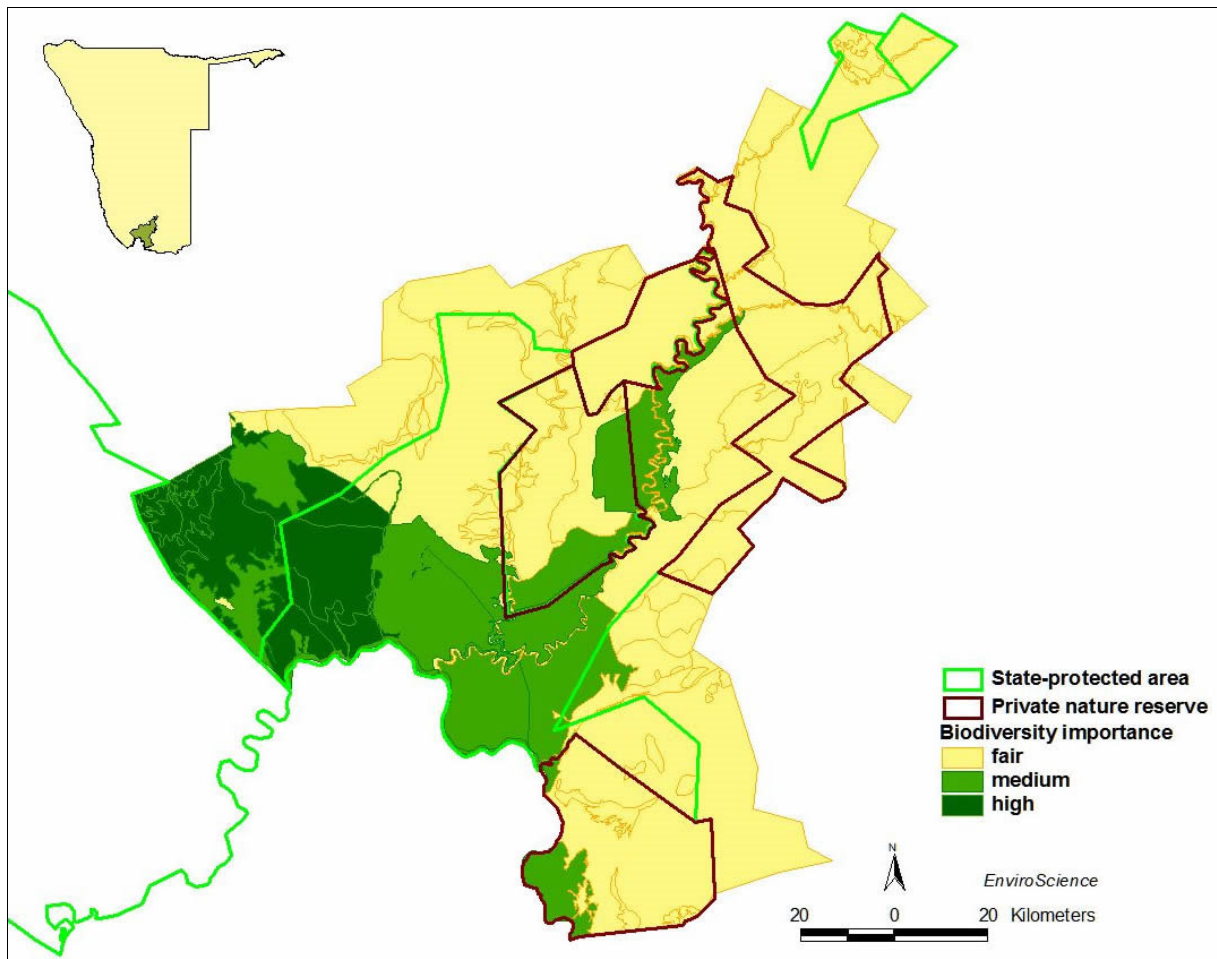 State-protected area
Private nature reserve
Biodiversity importance
fair
medium
high
N
EnviroScience
20 0 20 Kilometers